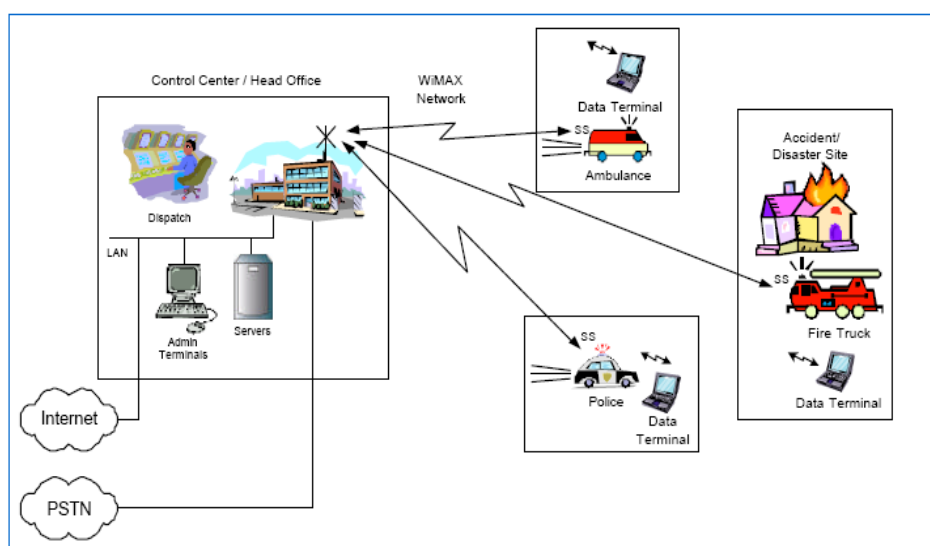 Control Center / Head Office
WiMAX
Network
Data Terminal
SS
Ambulance
Accident/
Disaster Site
Dispatch
LAN
Admin
Terminals
Servers
SS
Fire Truck
Data Terminal
SS
Police
Data
Terminal
Internet
PSTN